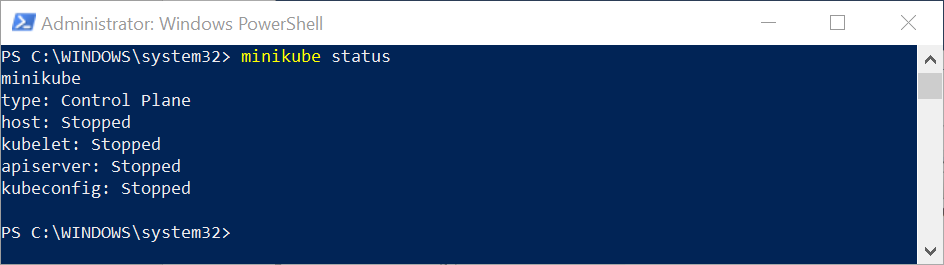 Administrator: Windows PowerShell
PS C:\WINDOWS\system32> minikube status
minikube
type: Control Plane
host: Stopped
kubelet: Stopped
apiserver: Stopped
kubeconfig: Stopped
PS C:\WINDOWS\system32>